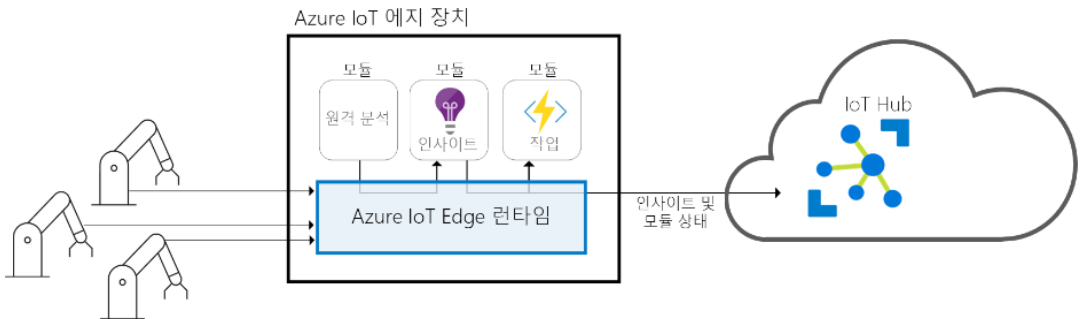 Azure IoT 에지 장치
모듈
모듈
모듈
원격 분석
인사이트
작업
Azure IoT Edge 런타임
인사이트 및
모듈 상태
IoT Hub